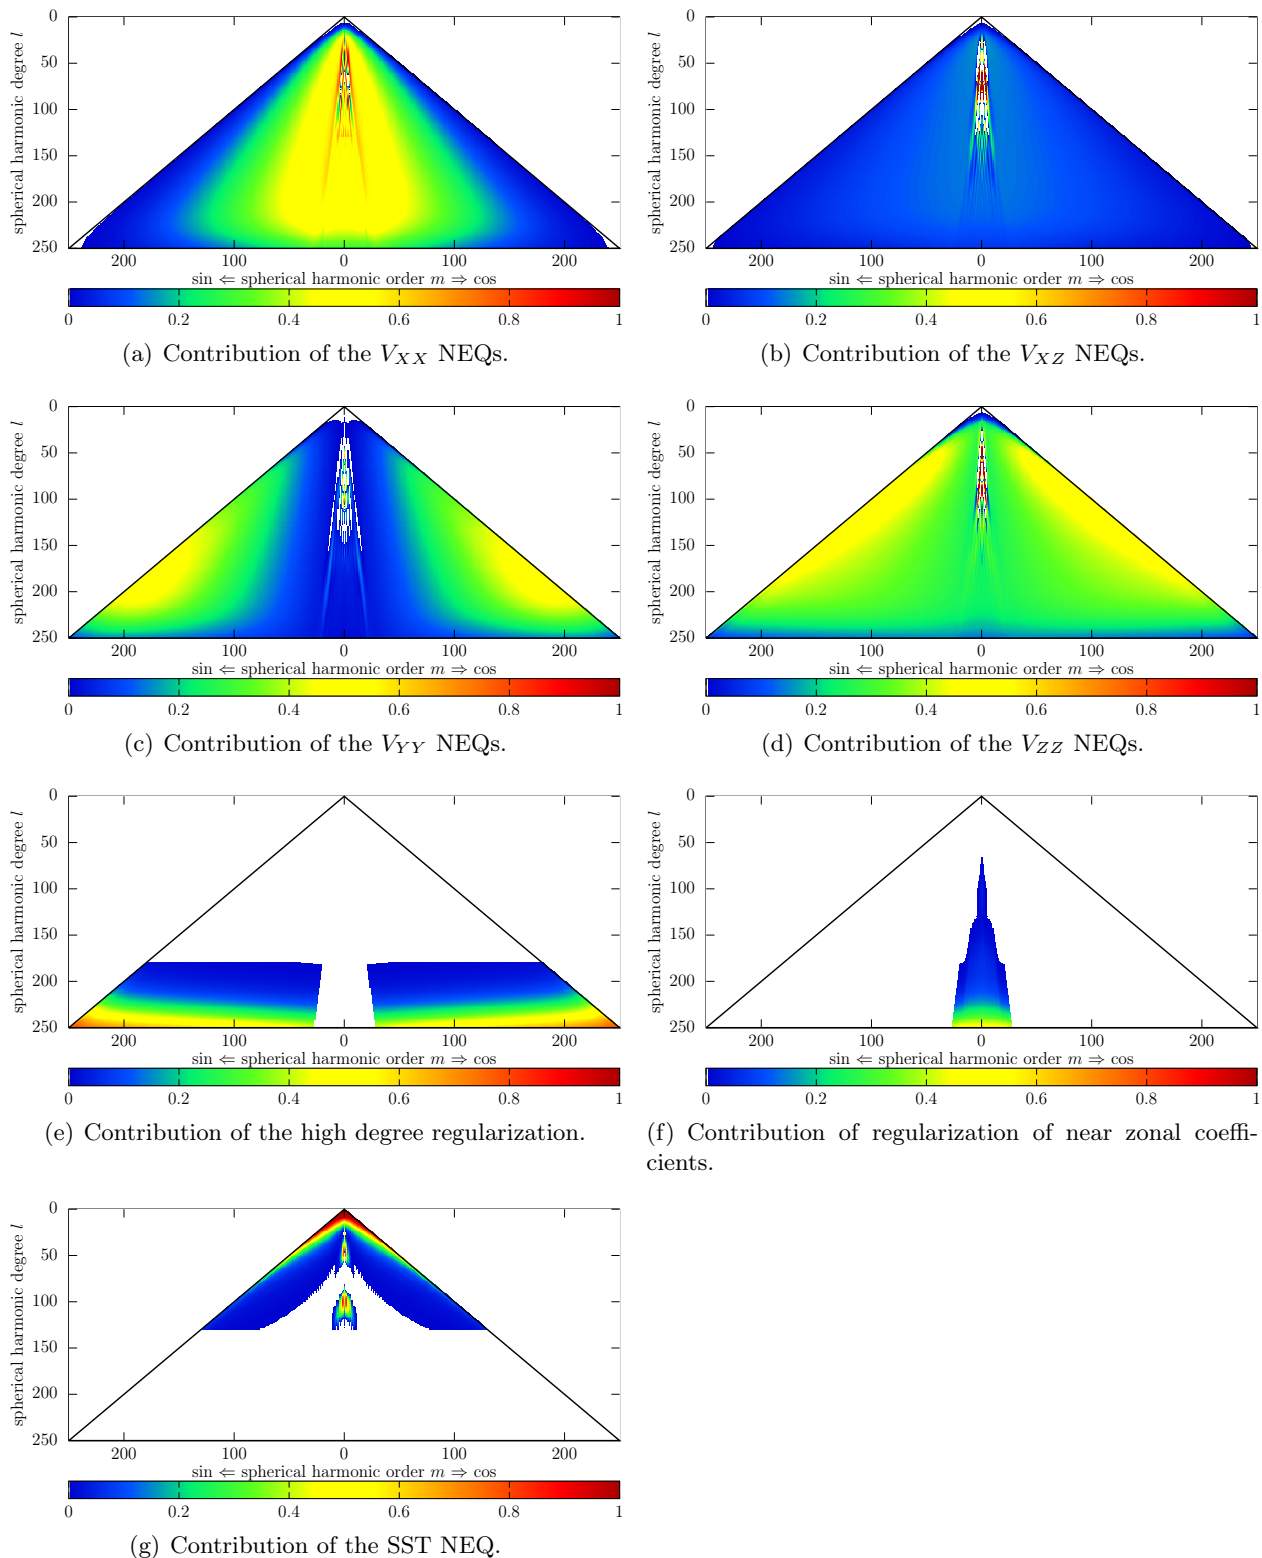 0
50
100
150
200
250
spherical harmonic degree l
200 100 0 100 200
sin ⇐ spherical harmonic order m ⇒ cos
0 0.2 0.4 0.6 0.8 1
(a) Contribution of the V_XX NEQs.
0
50
100
150
200
250
spherical harmonic degree l
200 100 0 100 200
sin ⇐ spherical harmonic order m ⇒ cos
0 0.2 0.4 0.6 0.8 1
(b) Contribution of the V_XZ NEQs.
0
50
100
150
200
250
spherical harmonic degree l
200 100 0 100 200
sin ⇐ spherical harmonic order m ⇒ cos
0 0.2 0.4 0.6 0.8 1
(c) Contribution of the V_YY NEQs.
0
50
100
150
200
250
spherical harmonic degree l
200 100 0 100 200
sin ⇐ spherical harmonic order m ⇒ cos
0 0.2 0.4 0.6 0.8 1
(d) Contribution of the V_ZZ NEQs.
0
50
100
150
200
250
spherical harmonic degree l
200 100 0 100 200
sin ⇐ spherical harmonic order m ⇒ cos
0 0.2 0.4 0.6 0.8 1
(e) Contribution of the high degree regularization.
0
50
100
150
200
250
spherical harmonic degree l
200 100 0 100 200
sin ⇐ spherical harmonic order m ⇒ cos
0 0.2 0.4 0.6 0.8 1
(f) Contribution of regularization of near zonal coeffi-
cients.
0
50
100
150
200
250
spherical harmonic degree l
200 100 0 100 200
sin ⇐ spherical harmonic order m ⇒ cos
0 0.2 0.4 0.6 0.8 1
(g) Contribution of the SST NEQ.